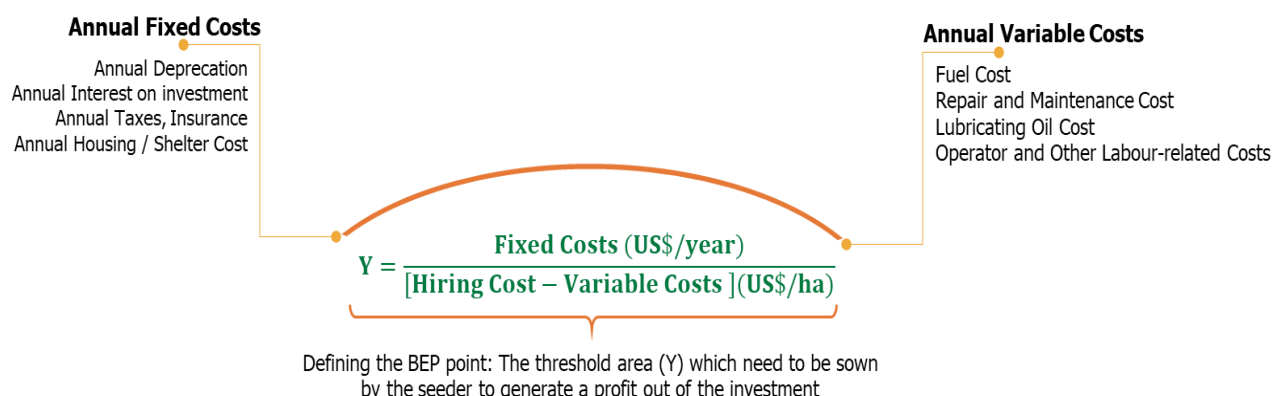 Annual Fixed Costs
Annual Deprecation
Annual Interest on investment
Annual Taxes, Insurance
Annual Housing / Shelter Cost
Annual Variable Costs
Fuel Cost
Repair and Maintenance Cost
Lubricating Oil Cost
Operator and Other Labour-related Costs
Y = Fixed Costs (US$/year)
[Hiring Cost − Variable Costs ](US$/ha)
Defining the BEP point: The threshold area (Y) which need to be sown
by the seeder to generate a profit out of the investment